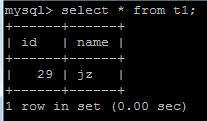 mysql> select * from t1;
+------+------+
| id   | name |
+------+------+
|   29 | jz   |
+------+------+
1 row in set (0.00 sec)